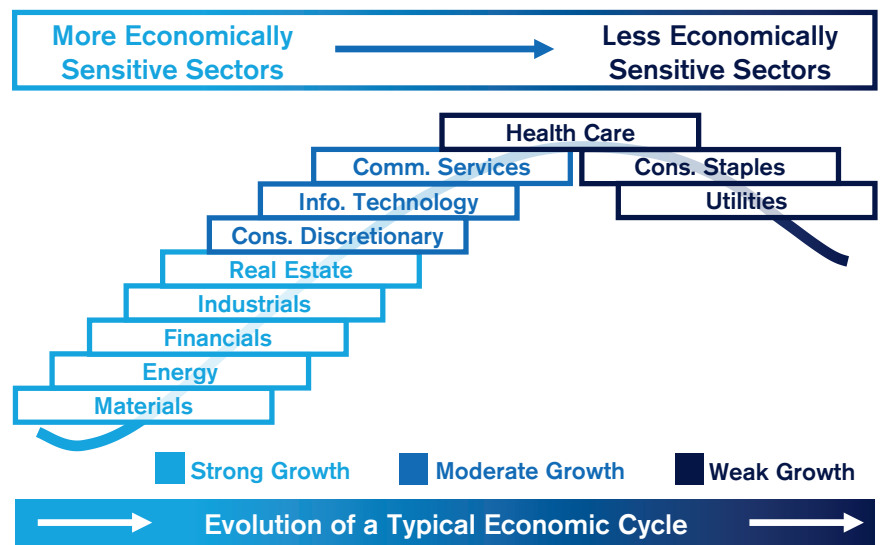 More Economically
Sensitive Sectors
Less Economically
Sensitive Sectors
Health Care
Comm. Services
Cons. Staples
Info. Technology
Utilities
Cons. Discretionary
Real Estate
Industrials
Financials
Energy
Materials
Strong Growth
Moderate Growth
Weak Growth
Evolution of a Typical Economic Cycle